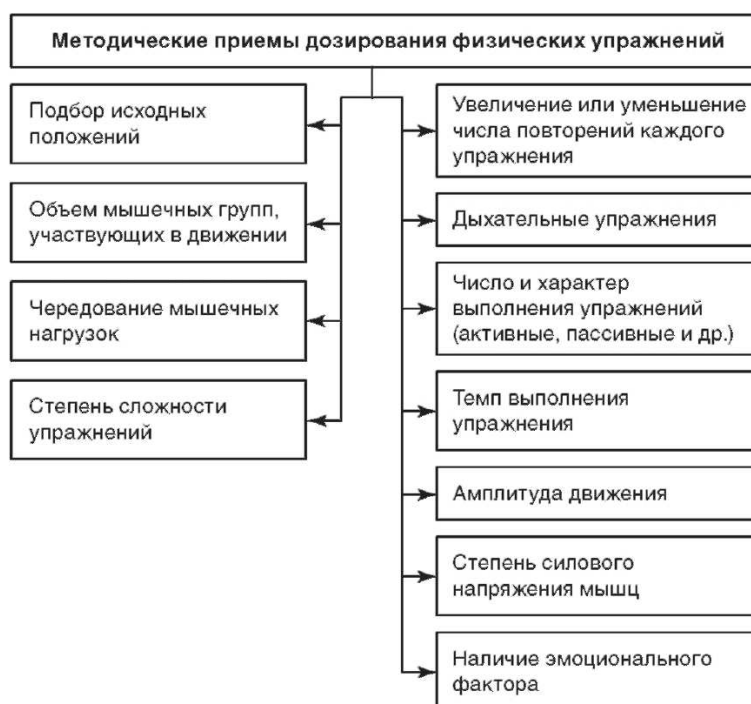 Методические приемы дозирования физических упражнений
Подбор исходных
положений
Объем мышечных групп,
участвующих в движении
Чередование мышечных
нагрузок
Степень сложности
упражнений
Увеличение или уменьшение
числа повторений каждого
упражнения
Дыхательные упражнения
Число и характер
выполнения упражнений
(активные, пассивные и др.)
Темп выполнения
упражнения
Амплитуда движения
Степень силового
напряжения мышц
Наличие эмоционального
фактора